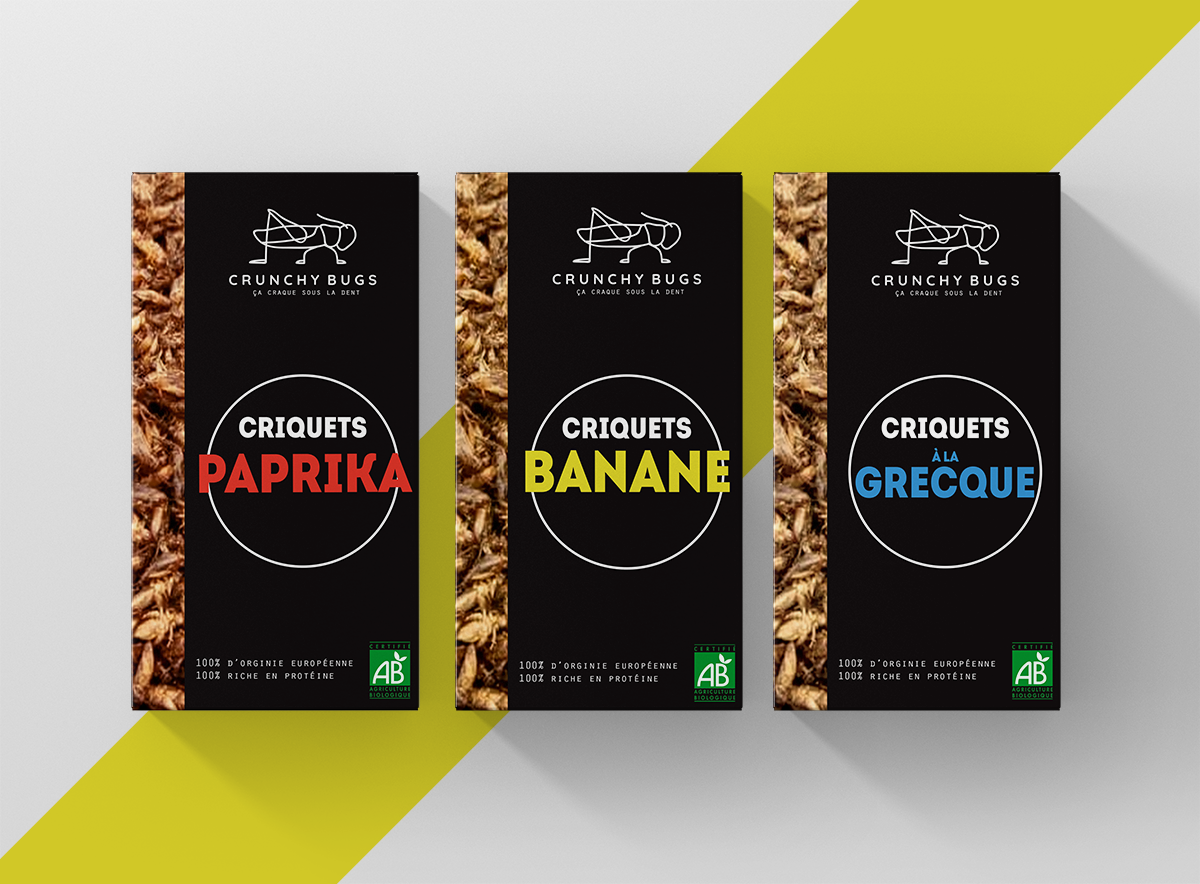 CRUNCHY BUGS
ÇA CRAQUE SOUS LA DENT
CRIQUETS
PAPRIKA
100% D'ORGINIE EUROPÉENNE
100% RICHE EN PROTÉINE
CERTIFIÉ
AB
AGRICULTURE
BIOLOGIQUE
CRUNCHY BUGS
ÇA CRAQUE SOUS LA DENT
CRIQUETS
BANANE
100% D'ORGINIE EUROPÉENNE
100% RICHE EN PROTÉINE
CERTIFIÉ
AB
AGRICULTURE
BIOLOGIQUE
CRUNCHY BUGS
ÇA CRAQUE SOUS LA DENT
CRIQUETS
À LA
GRECQUE
100% D'ORGINIE EUROPÉENNE
100% RICHE EN PROTÉINE
CERTIFIÉ
AB
AGRICULTURE
BIOLOGIQUE